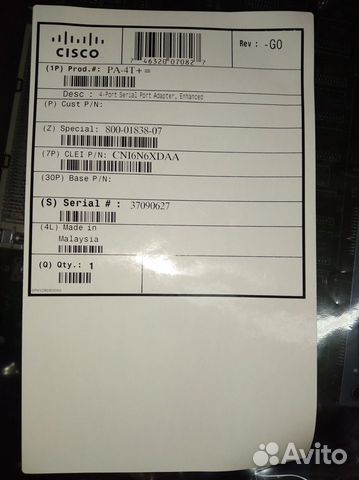 CISCO
7 46320 07082 7
Rev : -G0
(1P) Prod.#: PA-4T+=
Desc : 4-Port Serial Port Adapter, Enhanced
(P) Cust P/N:
(Z) Special: 800-01838-07
(7P) CLEI P/N: CNI6N6XDAA
(30P) Base P/N:
(S) Serial # : 37090627
(4L) Made in
Malaysia
(Q) Qty.: 1
Avito